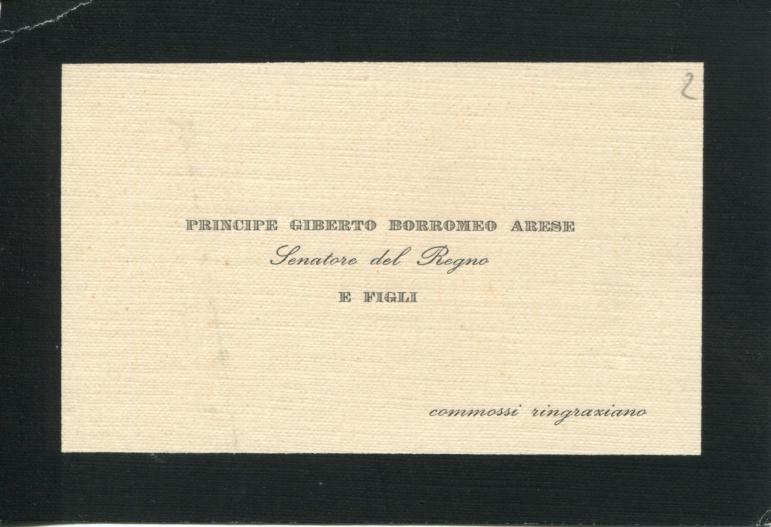 2
PRINCIPE GIBERTO BORROMEO ARESE
Senatore del Regno
E FIGLI
commossi ringraziano